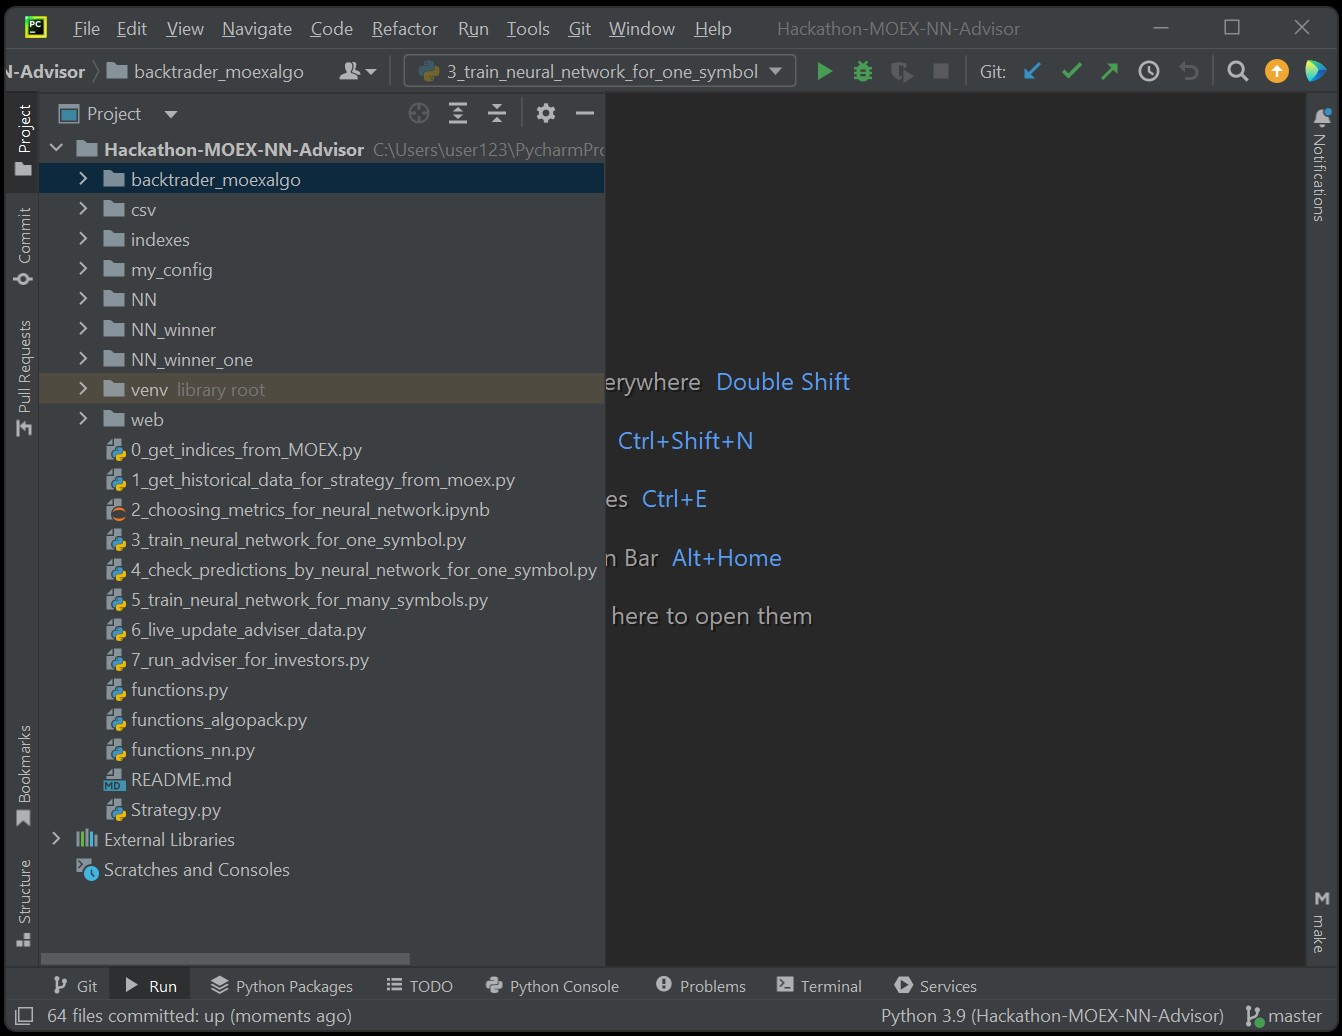 PC
File Edit View Navigate Code Refactor Run Tools Git Window Help Hackathon-MOEX-NN-Advisor
N-Advisor backtrader_moexalgo 3_train_neural_network_for_one_symbol Git:
Project
Project
Hackathon-MOEX-NN-Advisor C:\Users\user123\PycharmPro
backtrader_moexalgo
csv
indexes
my_config
NN
NN_winner
NN_winner_one
venv library root
web
0_get_indices_from_MOEX.py
1_get_historical_data_for_strategy_from_moex.py
2_choosing_metrics_for_neural_network.ipynb
3_train_neural_network_for_one_symbol.py
4_check_predictions_by_neural_network_for_one_symbol.py
5_train_neural_network_for_many_symbols.py
6_live_update_adviser_data.py
7_run_adviser_for_investors.py
functions.py
functions_algopack.py
functions_nn.py
MD README.md
Strategy.py
External Libraries
Scratches and Consoles
Commit
Pull Requests
Bookmarks
Structure
erywhere Double Shift
Ctrl+Shift+N
es Ctrl+E
n Bar Alt+Home
here to open them
Notifications
M make
Git Run Python Packages TODO Python Console Problems Terminal Services
64 files committed: up (moments ago) Python 3.9 (Hackathon-MOEX-NN-Advisor) master